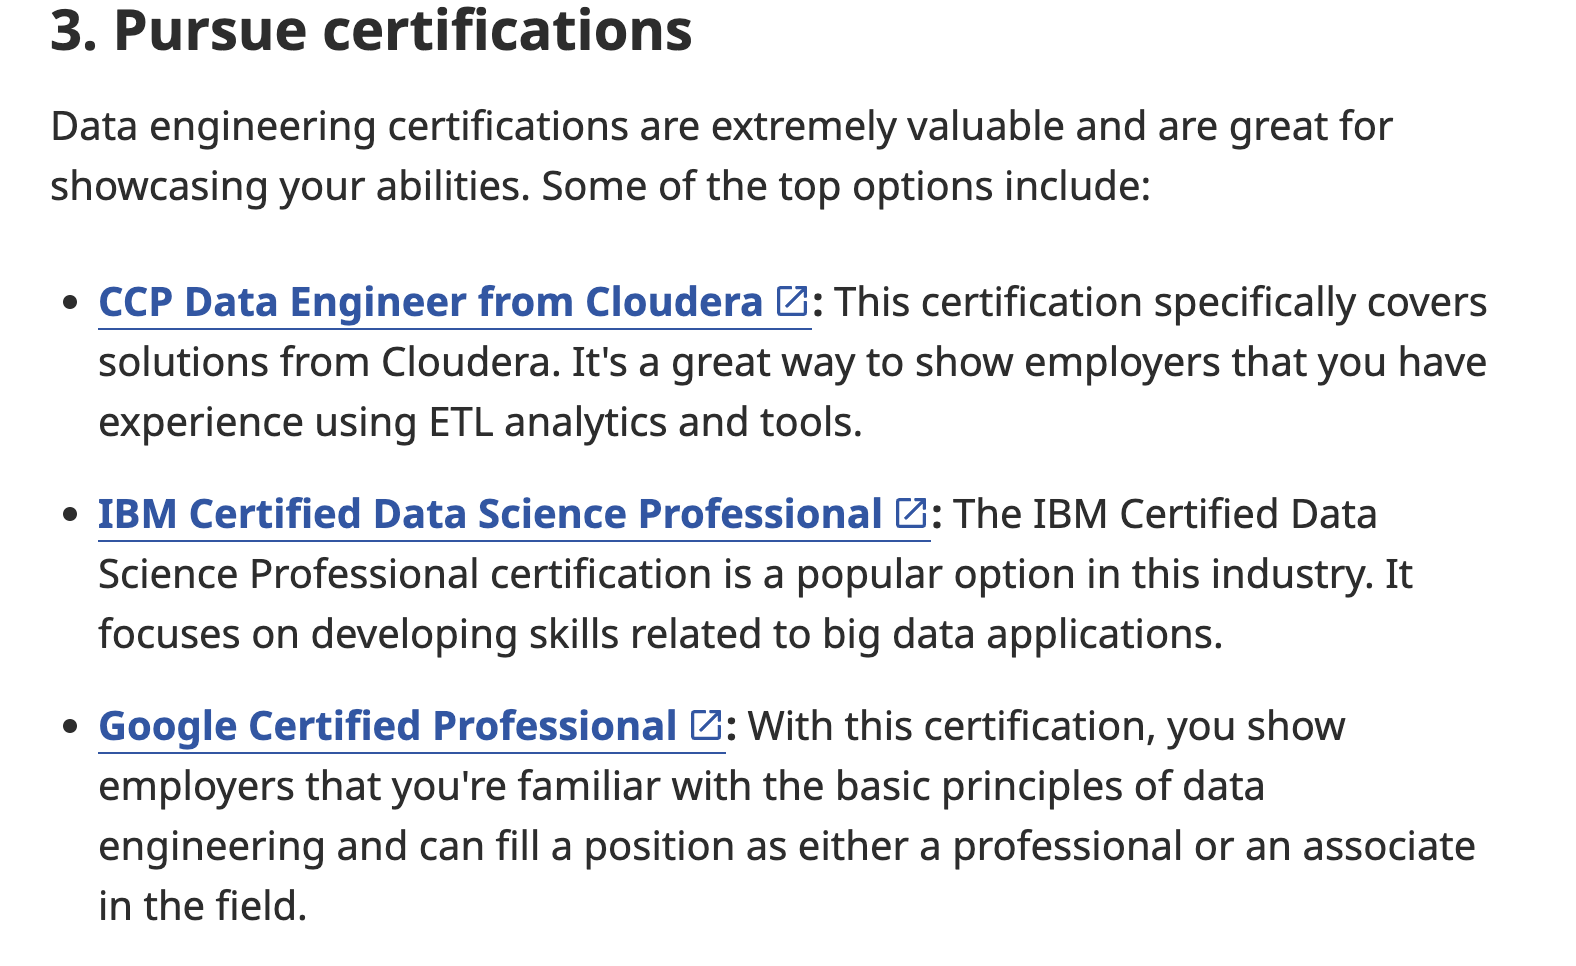 3. Pursue certifications
Data engineering certifications are extremely valuable and are great for
showcasing your abilities. Some of the top options include:
• CCP Data Engineer from Cloudera: This certification specifically covers
solutions from Cloudera. It's a great way to show employers that you have
experience using ETL analytics and tools.
• IBM Certified Data Science Professional: The IBM Certified Data
Science Professional certification is a popular option in this industry. It
focuses on developing skills related to big data applications.
• Google Certified Professional: With this certification, you show
employers that you're familiar with the basic principles of data
engineering and can fill a position as either a professional or an associate
in the field.